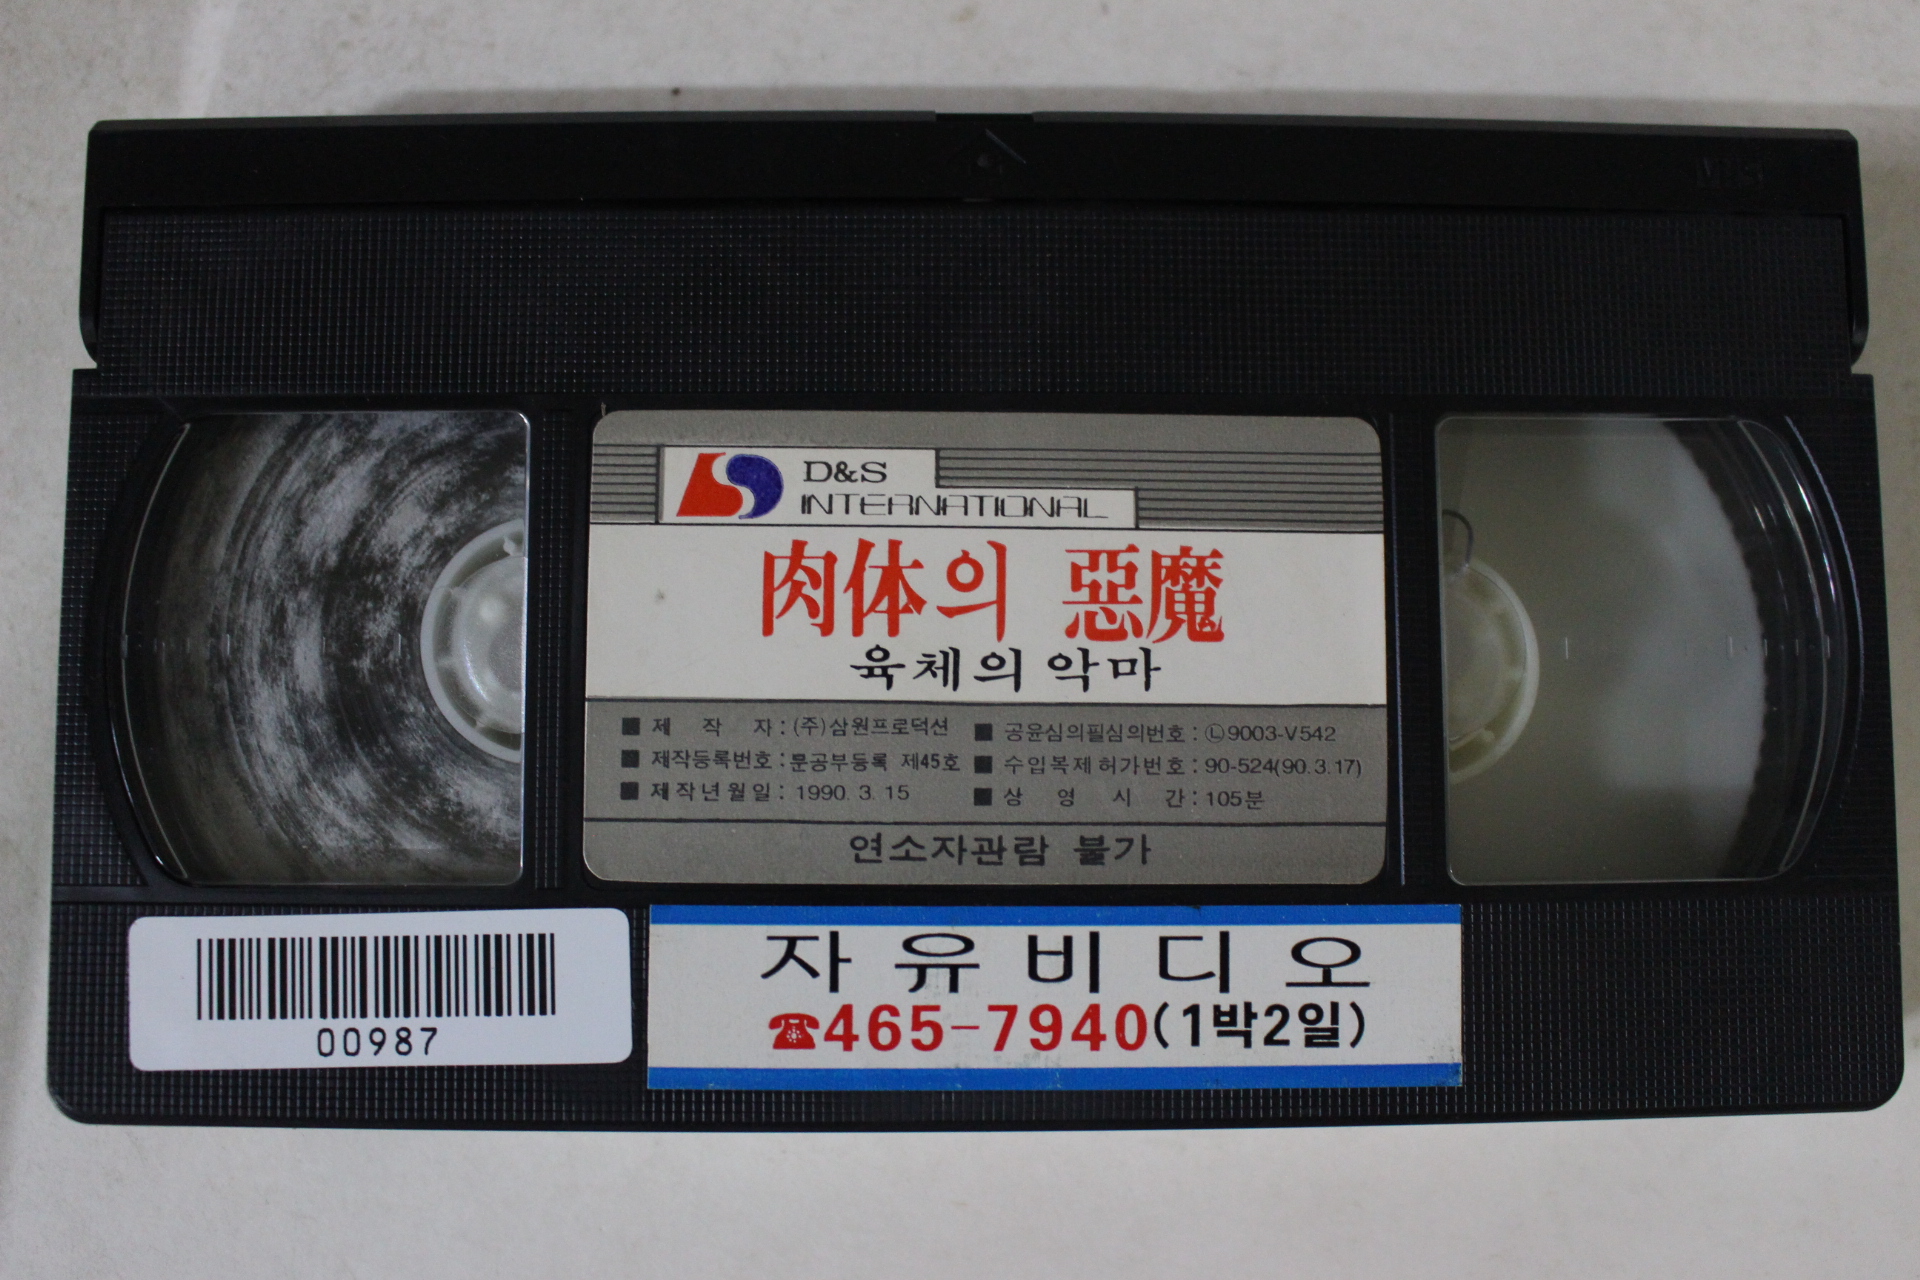 VHS
D&S
INTERNATIONAL
肉体의 惡魔
육체의 악마
■ 제 작 자 : (주)삼원프로덕션
■ 제작등록번호 : 문공부등록 제45호
■ 제작년월일 : 1990. 3. 15
■ 공윤심의필심의번호 : Ⓛ9003-V542
■ 수입복제허가번호 : 90-524(90.3.17)
■ 상 영 시 간 : 105분
연소자관람 불가
00987
자유비디오
☎465-7940(1박2일)